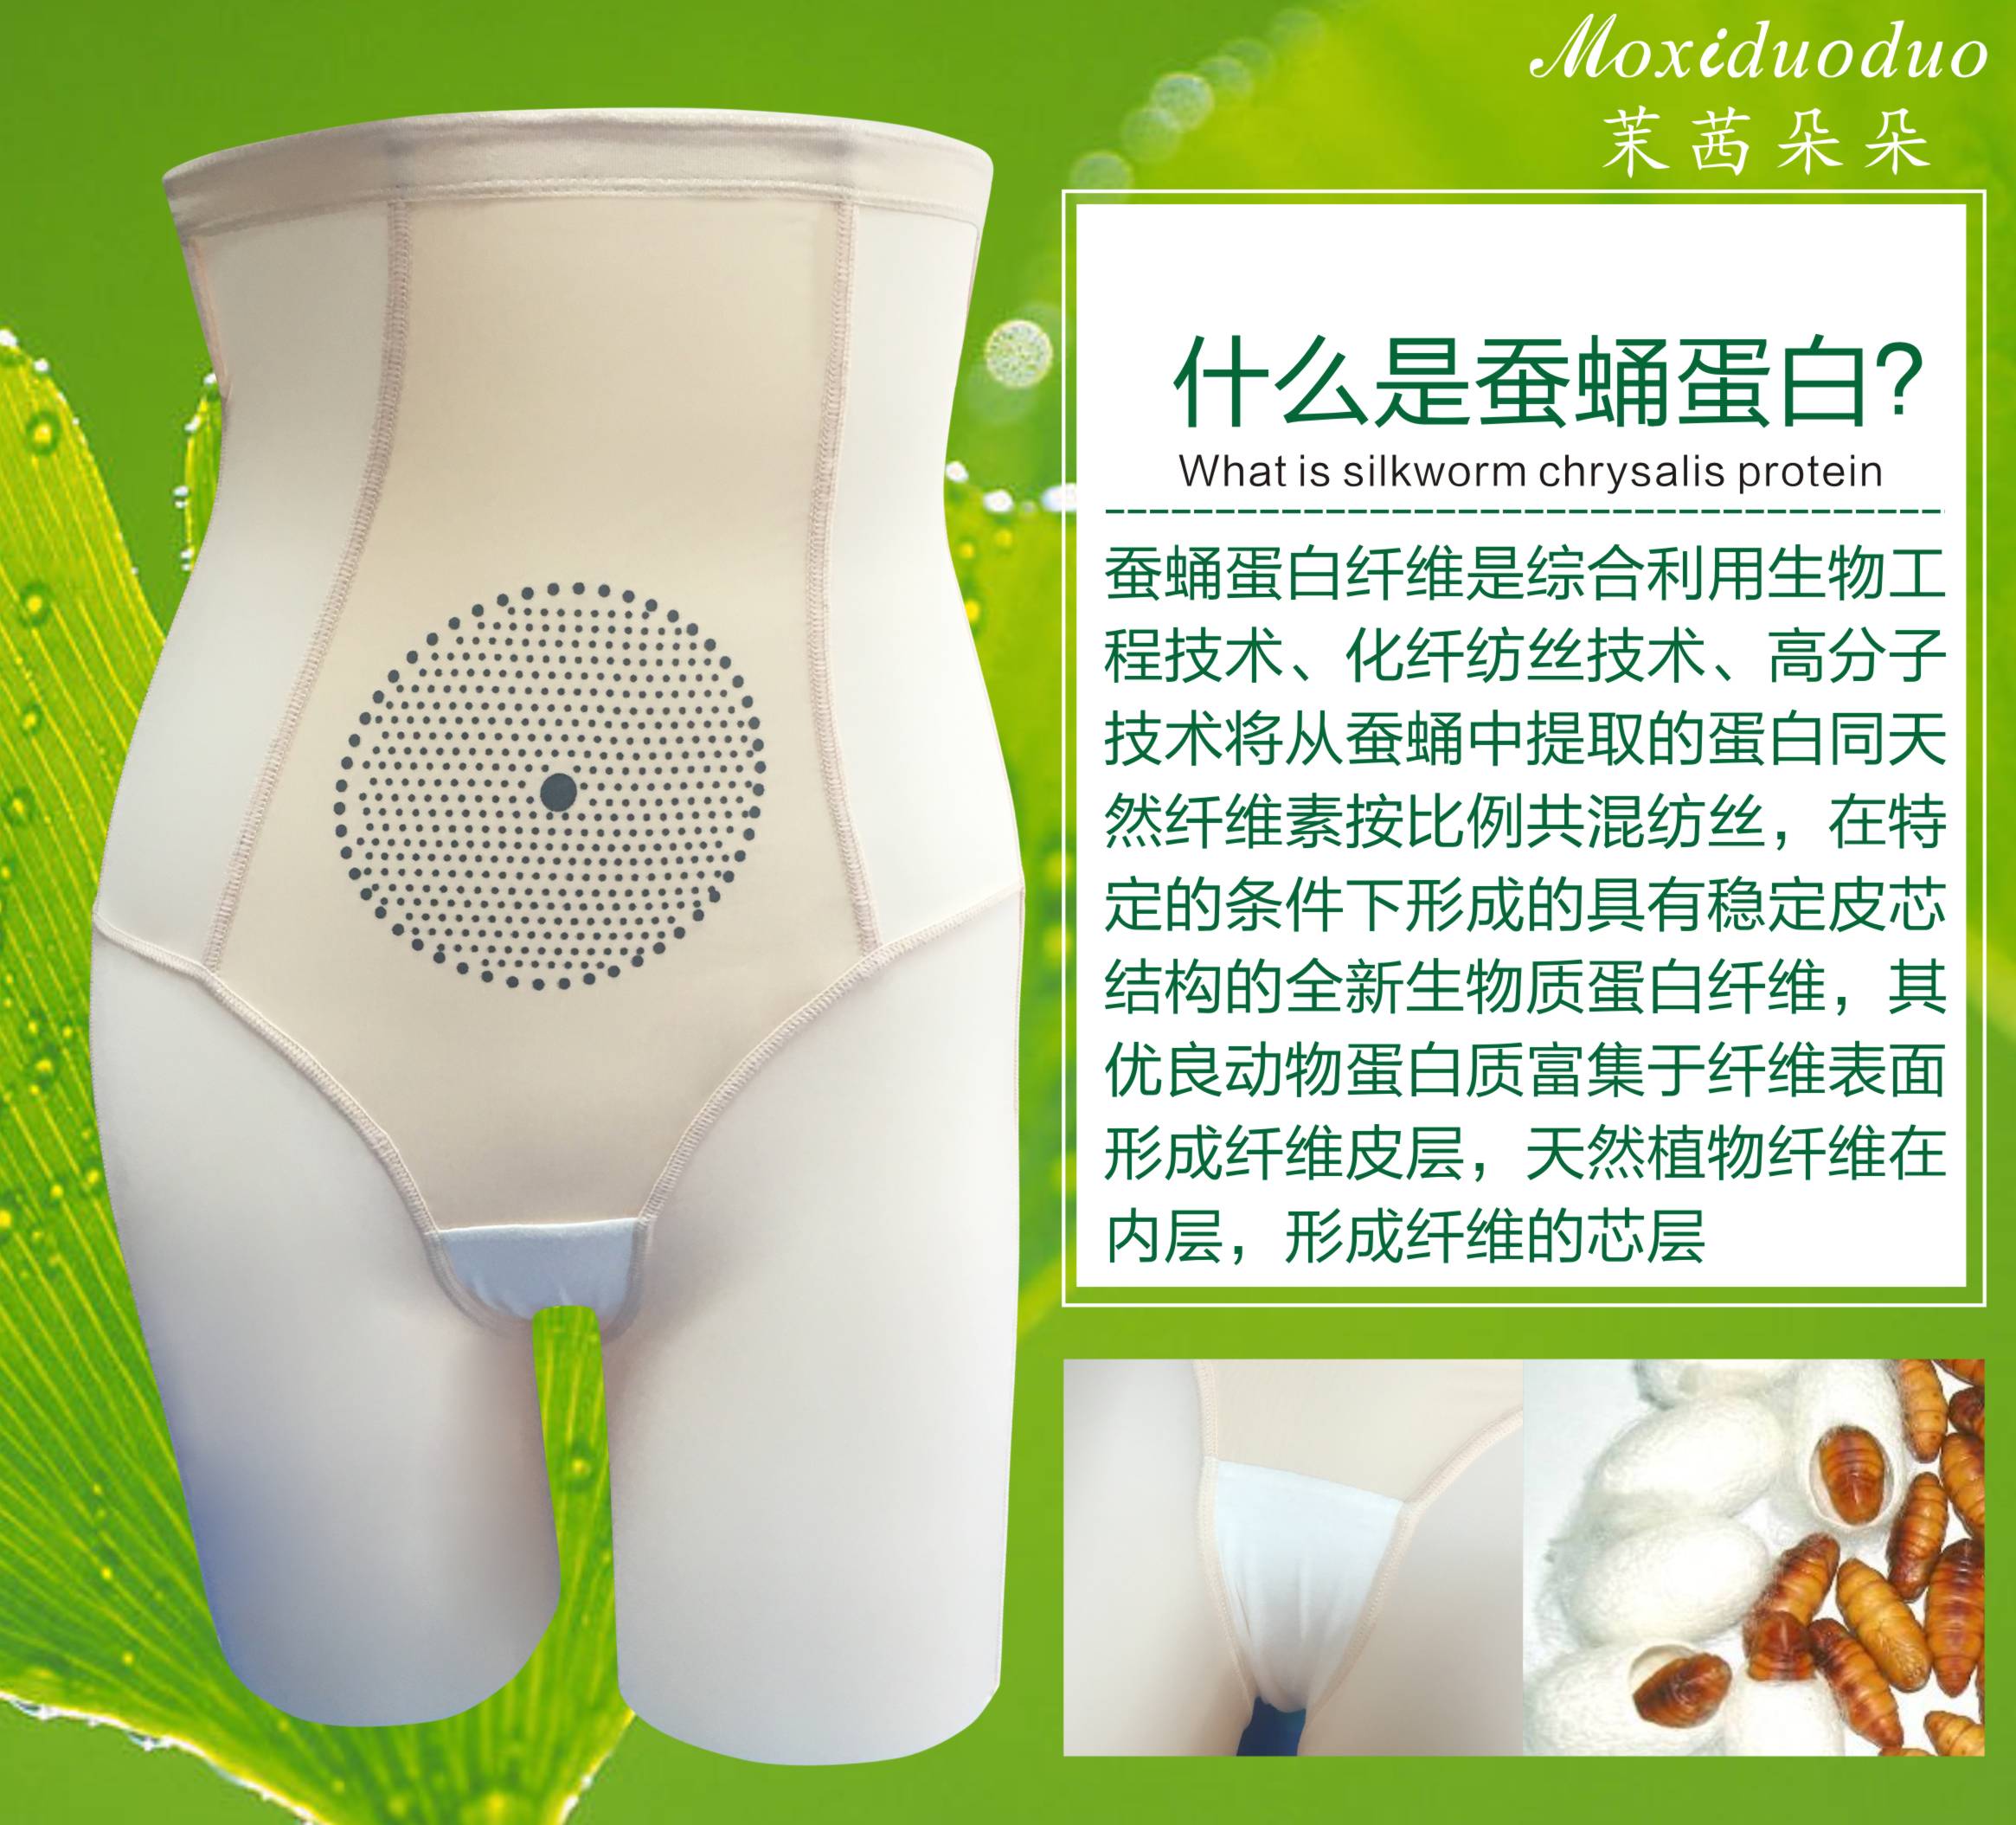 Moxiduoduo
茉茜朵朵
什么是蚕蛹蛋白?
What is silkworm chrysalis protein
蚕蛹蛋白纤维是综合利用生物工
程技术、化纤纺丝技术、高分子
技术将从蚕蛹中提取的蛋白同天
然纤维素按比例共混纺丝，在特
定的条件下形成的具有稳定皮芯
结构的全新生物质蛋白纤维，其
优良动物蛋白质富集于纤维表面
形成纤维皮层，天然植物纤维在
内层，形成纤维的芯层